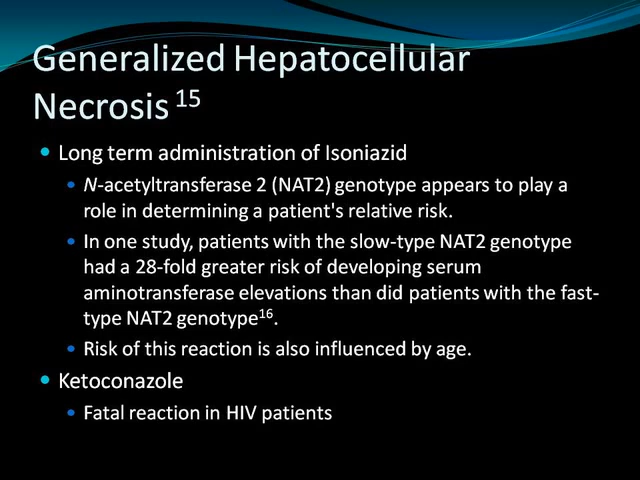 Generalized Hepatocellular
Necrosis 15
• Long term administration of Isoniazid
• N-acetyltransferase 2 (NAT2) genotype appears to play a
role in determining a patient's relative risk.
• In one study, patients with the slow-type NAT2 genotype
had a 28-fold greater risk of developing serum
aminotransferase elevations than did patients with the fast-
type NAT2 genotype16.
• Risk of this reaction is also influenced by age.
• Ketoconazole
• Fatal reaction in HIV patients